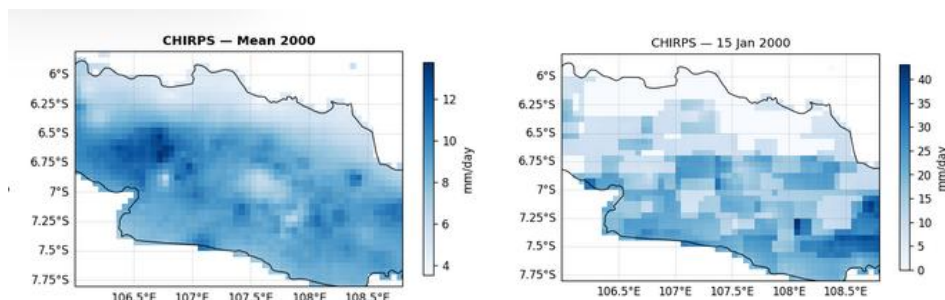 CHIRPS — Mean 2000
6°S
6.25°S
6.5°S
6.75°S
7°S
7.25°S
7.5°S
7.75°S
106.5°E 107°E 107.5°E 108°E 108.5°E
12
10
8
6
4
mm/day
CHIRPS — 15 Jan 2000
6°S
6.25°S
6.5°S
6.75°S
7°S
7.25°S
7.5°S
7.75°S
106.5°E 107°E 107.5°E 108°E 108.5°E
40
35
30
25
20
15
10
5
0
mm/day